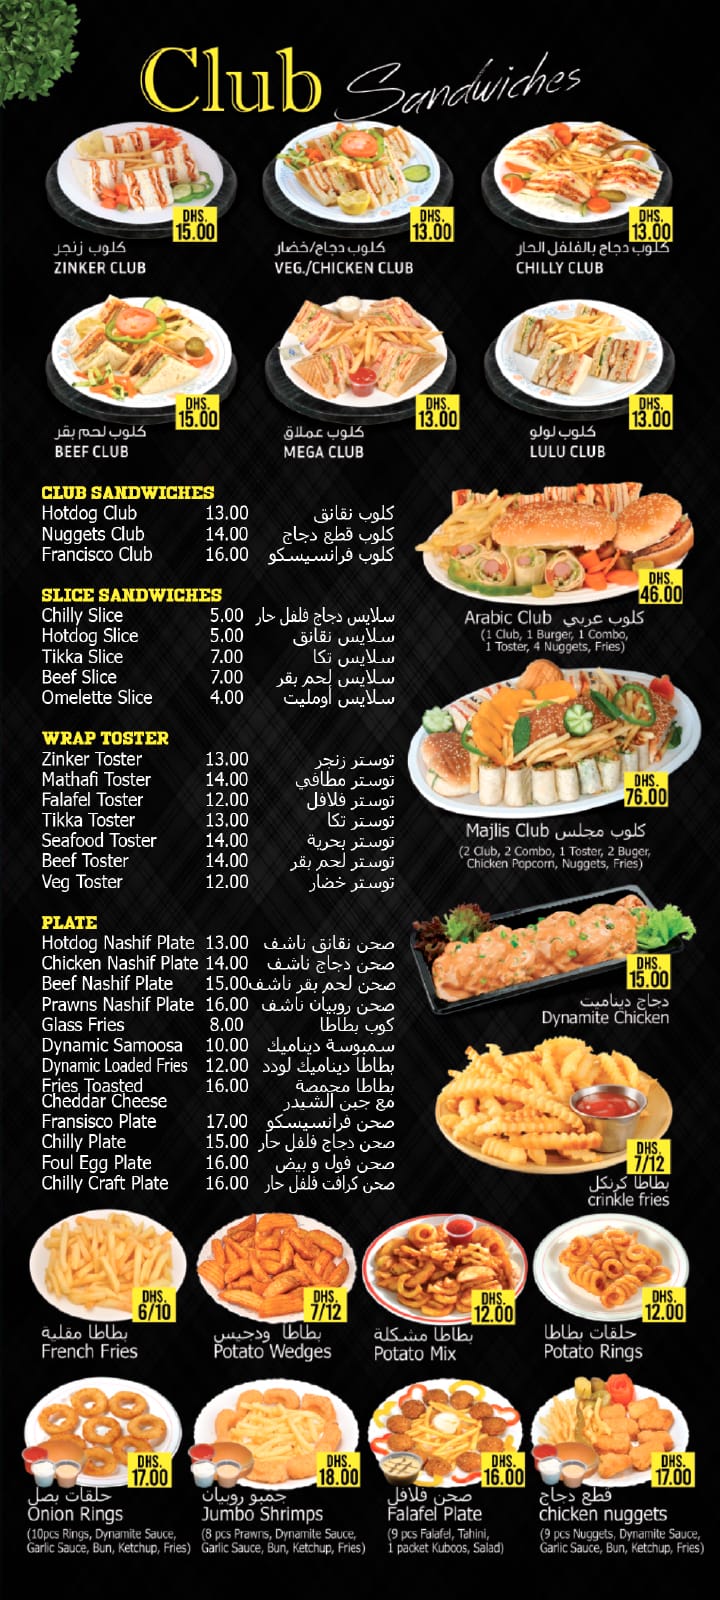 Club Sandwiches
DHS.
15.00
كلوب زنجر
ZINKER CLUB
DHS.
13.00
كلوب دجاج/خضار
VEG./CHICKEN CLUB
DHS.
13.00
كلوب دجاج بالفلفل الحار
CHILLY CLUB
DHS.
15.00
كلوب لحم بقر
BEEF CLUB
DHS.
13.00
كلوب عملاق
MEGA CLUB
DHS.
13.00
كلوب لولو
LULU CLUB
CLUB SANDWICHES
Hotdog Club 13.00 كلوب نقانق
Nuggets Club 14.00 كلوب قطع دجاج
Francisco Club 16.00 كلوب فرانسيسكو
SLICE SANDWICHES
Chilly Slice 5.00 سلايس دجاج فلفل حار
Hotdog Slice 5.00 سلايس نقانق
Tikka Slice 7.00 سلايس تكا
Beef Slice 7.00 سلايس لحم بقر
Omelette Slice 4.00 سلايس أومليت
WRAP TOSTER
Zinker Toster 13.00 توستر زنجر
Mathafi Toster 14.00 توستر مطافي
Falafel Toster 12.00 توستر فلافل
Tikka Toster 13.00 توستر تكا
Seafood Toster 14.00 توستر بحرية
Beef Toster 14.00 توستر لحم بقر
Veg Toster 12.00 توستر خضار
PLATE
Hotdog Nashif Plate 13.00 صحن نقانق ناشف
Chicken Nashif Plate 14.00 صحن دجاج ناشف
Beef Nashif Plate 15.00 صحن لحم بقر ناشف
Prawns Nashif Plate 16.00 صحن روبيان ناشف
Glass Fries 8.00 كوب بطاطا
Dynamic Samoosa 10.00 سمبوسة ديناميك
Dynamic Loaded Fries 12.00 بطاطا ديناميك لودد
Fries Toasted 16.00 بطاطا محمصة
Cheddar Cheese مع جبن الشيدر
Fransisco Plate 17.00 صحن فرانسيسكو
Chilly Plate 15.00 صحن دجاج فلفل حار
Foul Egg Plate 16.00 صحن فول و بيض
Chilly Craft Plate 16.00 صحن كرافت فلفل حار
DHS.
46.00
Arabic Club كلوب عربي
(1 Club, 1 Burger, 1 Combo,
1 Toster, 4 Nuggets, Fries)
DHS.
76.00
Majlis Club كلوب مجلس
(2 Club, 2 Combo, 1 Toster, 2 Buger,
Chicken Popcorn, Nuggets, Fries)
DHS.
15.00
دجاج ديناميت
Dynamite Chicken
DHS.
7/12
بطاطا كرنكل
crinkle fries
DHS.
6/10
بطاطا مقلية
French Fries
DHS.
7/12
بطاطا ودجيس
Potato Wedges
DHS.
12.00
بطاطا مشكلة
Potato Mix
DHS.
12.00
حلقات بطاطا
Potato Rings
DHS.
17.00
حلقات بصل
Onion Rings
(10pcs Rings, Dynamite Sauce,
Garlic Sauce, Bun, Ketchup, Fries)
DHS.
18.00
جمبو روبيان
Jumbo Shrimps
(8 pcs Prawns, Dynamite Sauce,
Garlic Sauce, Bun, Ketchup, Fries)
DHS.
16.00
صحن فلافل
Falafel Plate
(9 pcs Falafel, Tahini,
1 packet Kuboos, Salad)
DHS.
17.00
قطع دجاج
chicken nuggets
(9 pcs Nuggets, Dynamite Sauce,
Garlic Sauce, Bun, Ketchup, Fries)